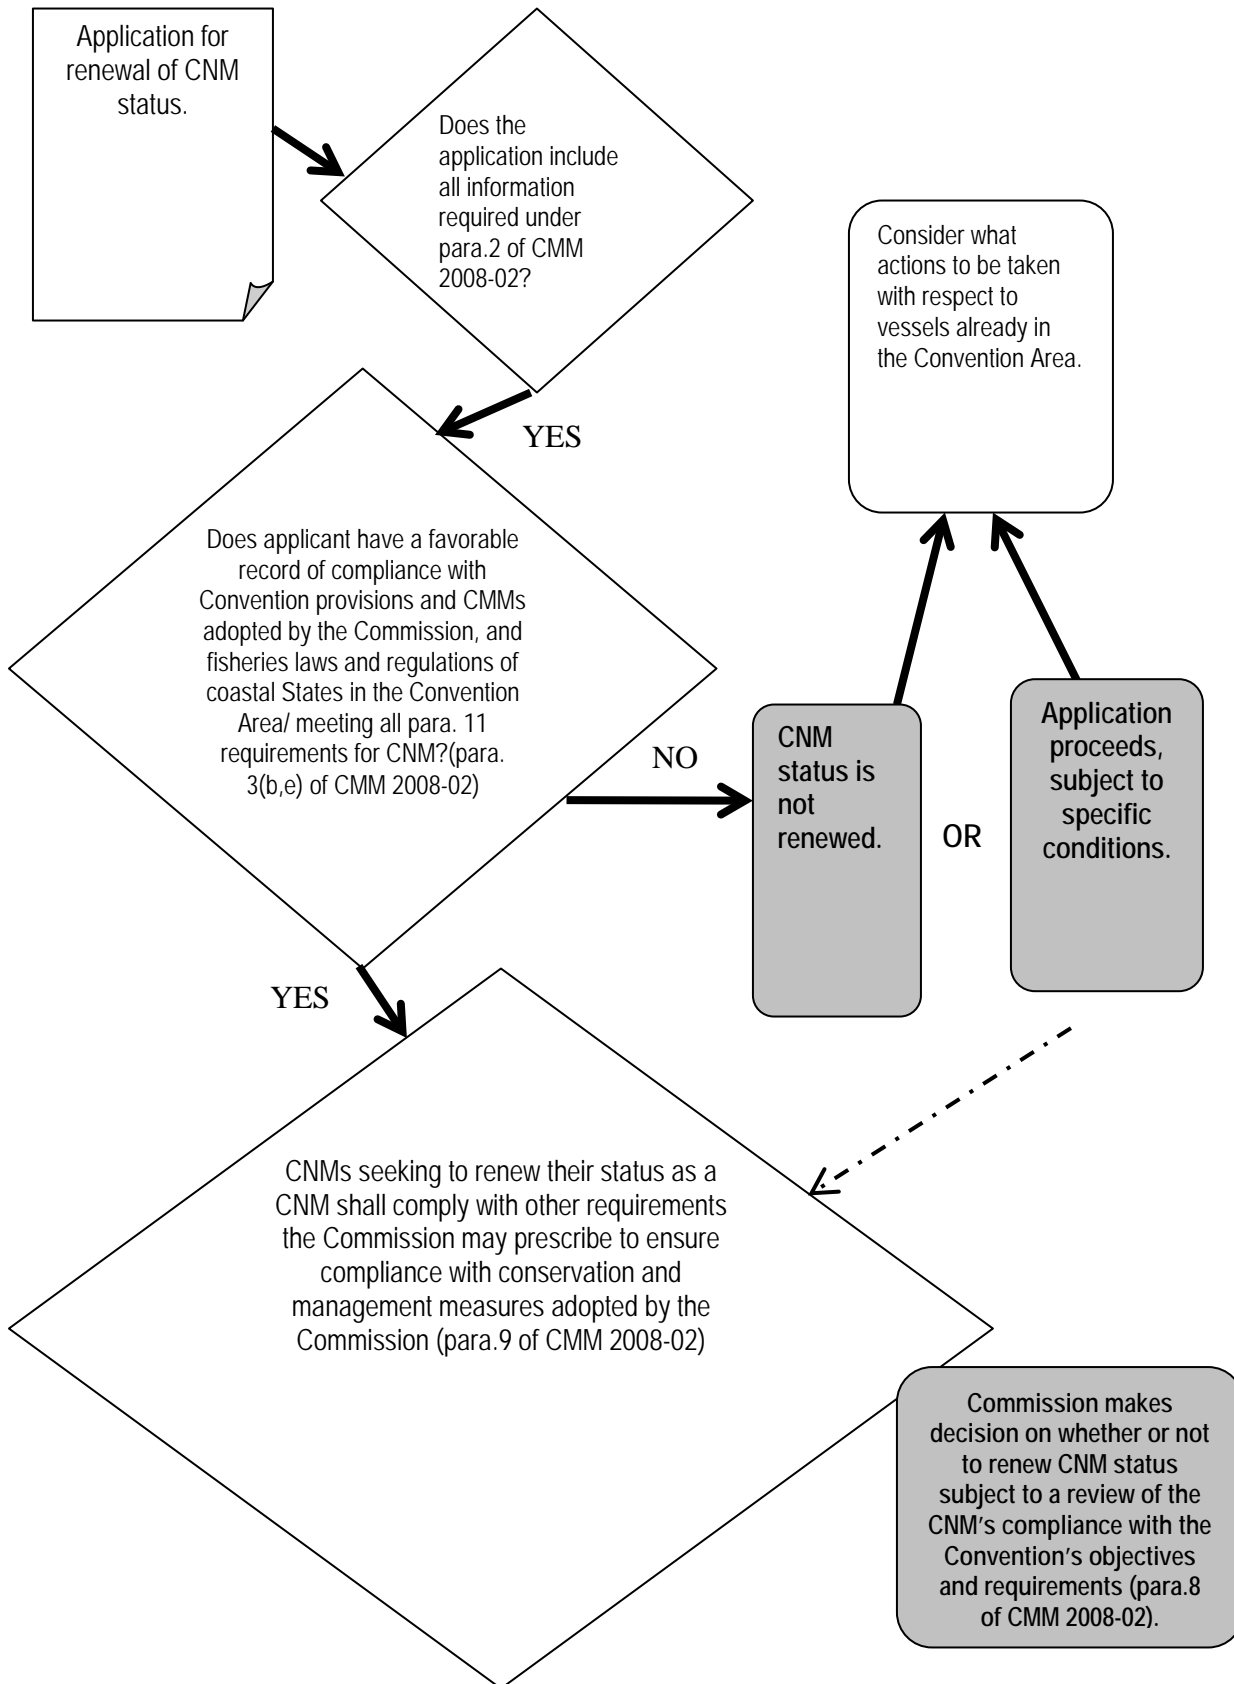 Application for
renewal of CNM
status.
Does the
application include
all information
required under
para.2 of CMM
2008-02?
Consider what
actions to be taken
with respect to
vessels already in
the Convention Area.
YES
Does applicant have a favorable
record of compliance with
Convention provisions and CMMs
adopted by the Commission, and
fisheries laws and regulations of
coastal States in the Convention
Area/ meeting all para. 11
requirements for CNM?(para.
3(b,e) of CMM 2008-02)
NO
CNM
status is
not
renewed.
OR
Application
proceeds,
subject to
specific
conditions.
YES
CNMs seeking to renew their status as a
CNM shall comply with other requirements
the Commission may prescribe to ensure
compliance with conservation and
management measures adopted by the
Commission (para.9 of CMM 2008-02)
Commission makes
decision on whether or not
to renew CNM status
subject to a review of the
CNM's compliance with the
Convention's objectives
and requirements (para.8
of CMM 2008-02).